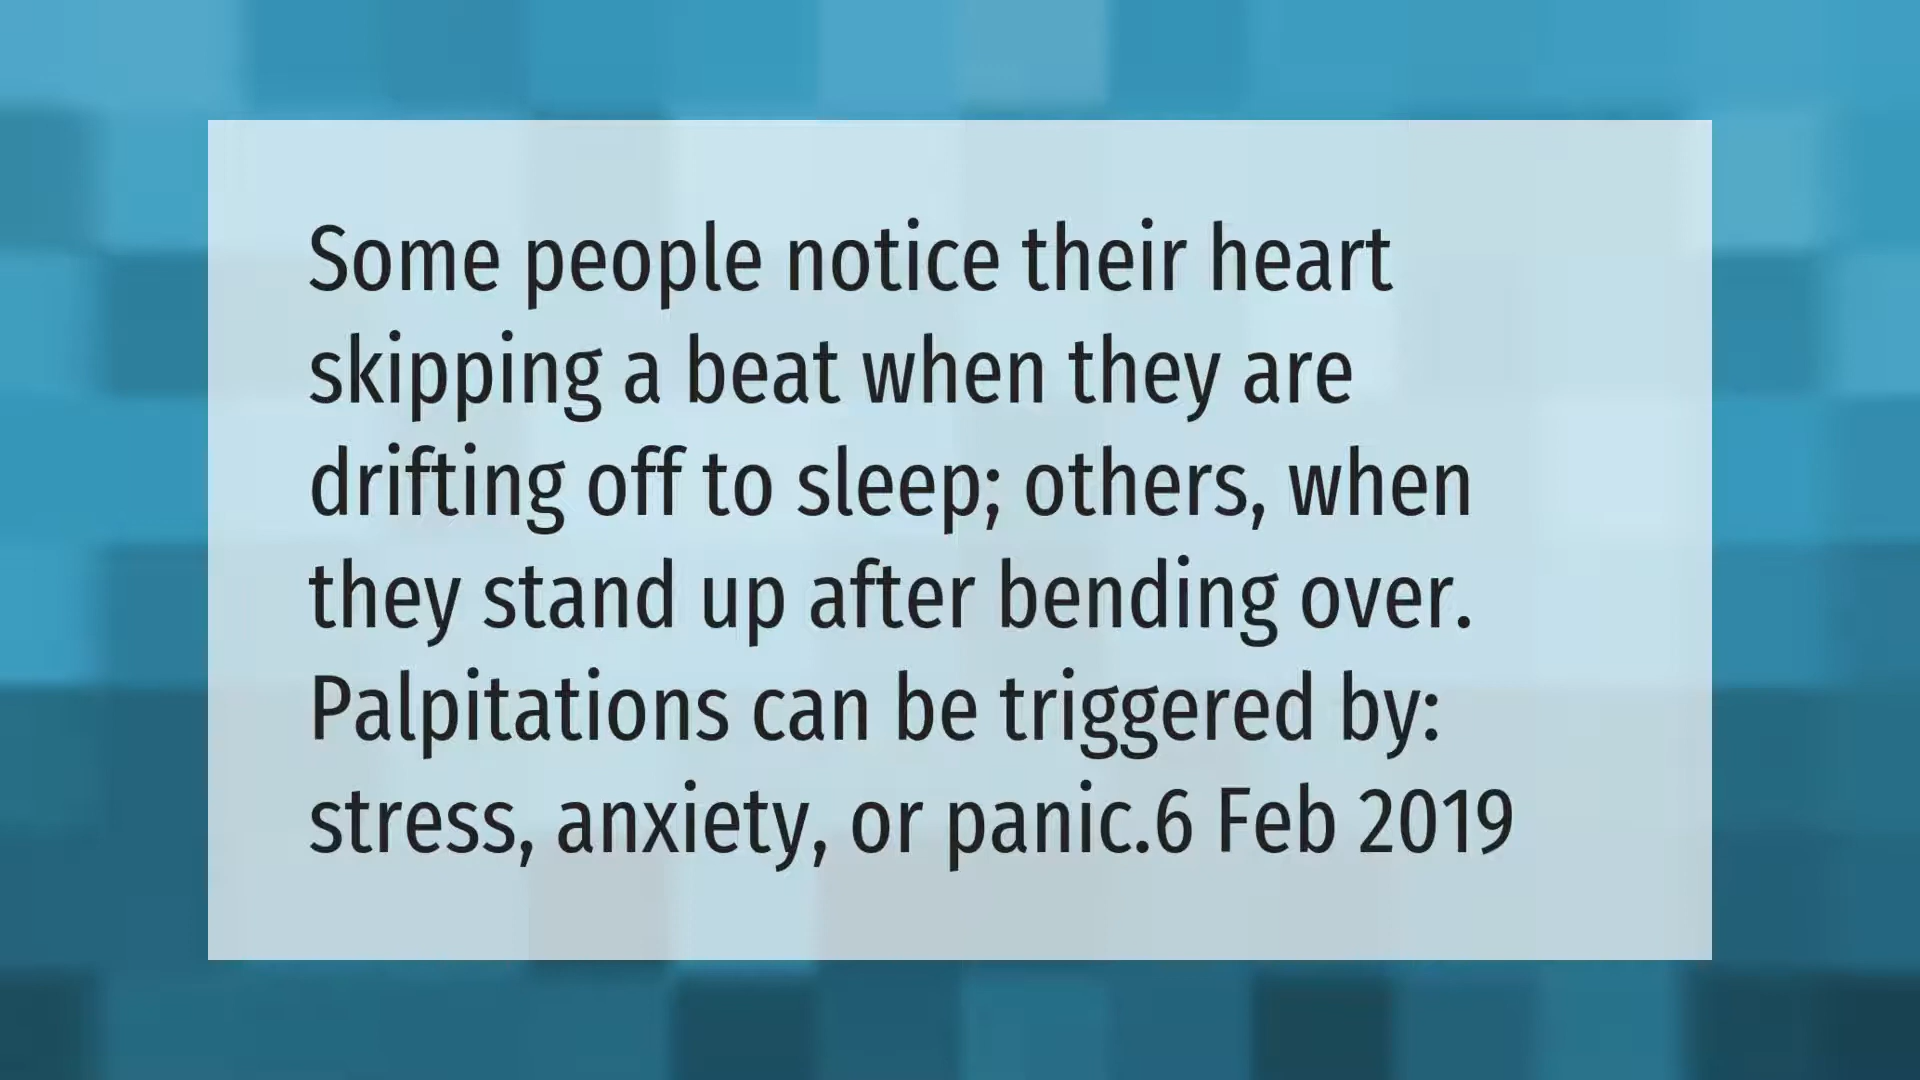 Some people notice their heart
skipping a beat when they are
drifting off to sleep; others, when
they stand up after bending over.
Palpitations can be triggered by:
stress, anxiety, or panic.6 Feb 2019